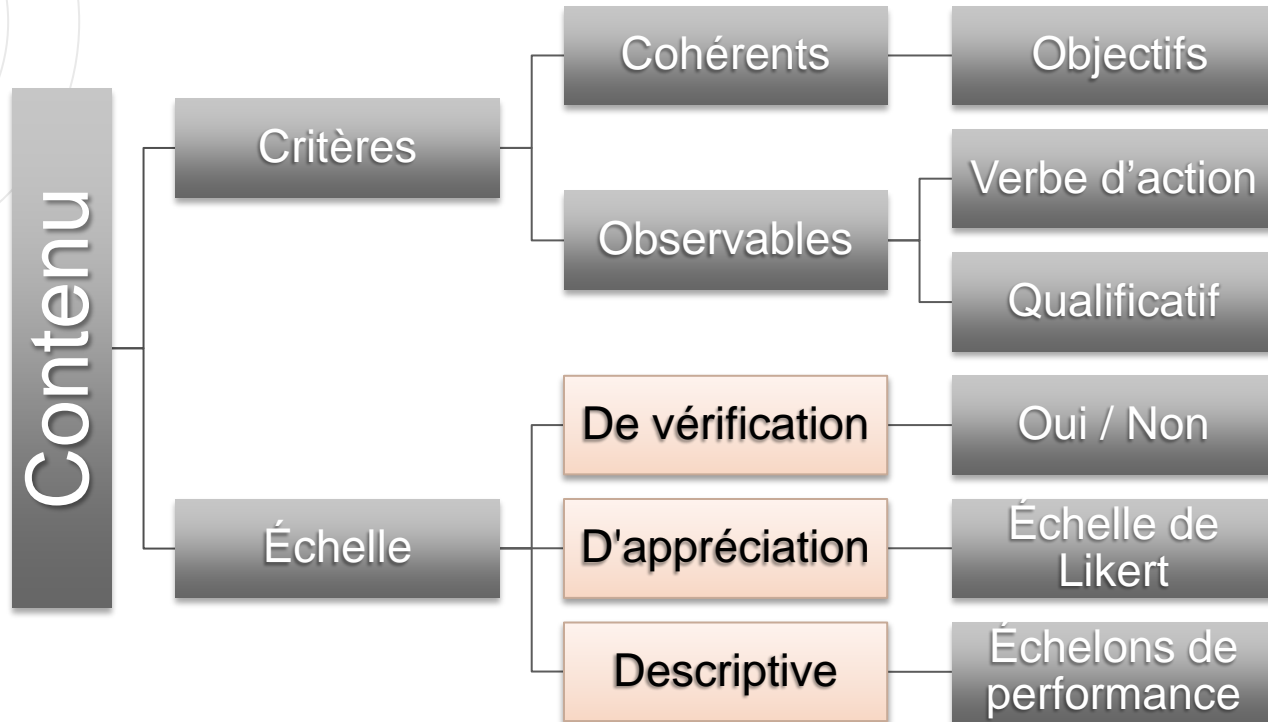 Contenu
Critères
Cohérents
Objectifs
Observables
Verbe d’action
Qualificatif
Échelle
De vérification
Oui / Non
D'appréciation
Échelle de
Likert
Descriptive
Échelons de
performance